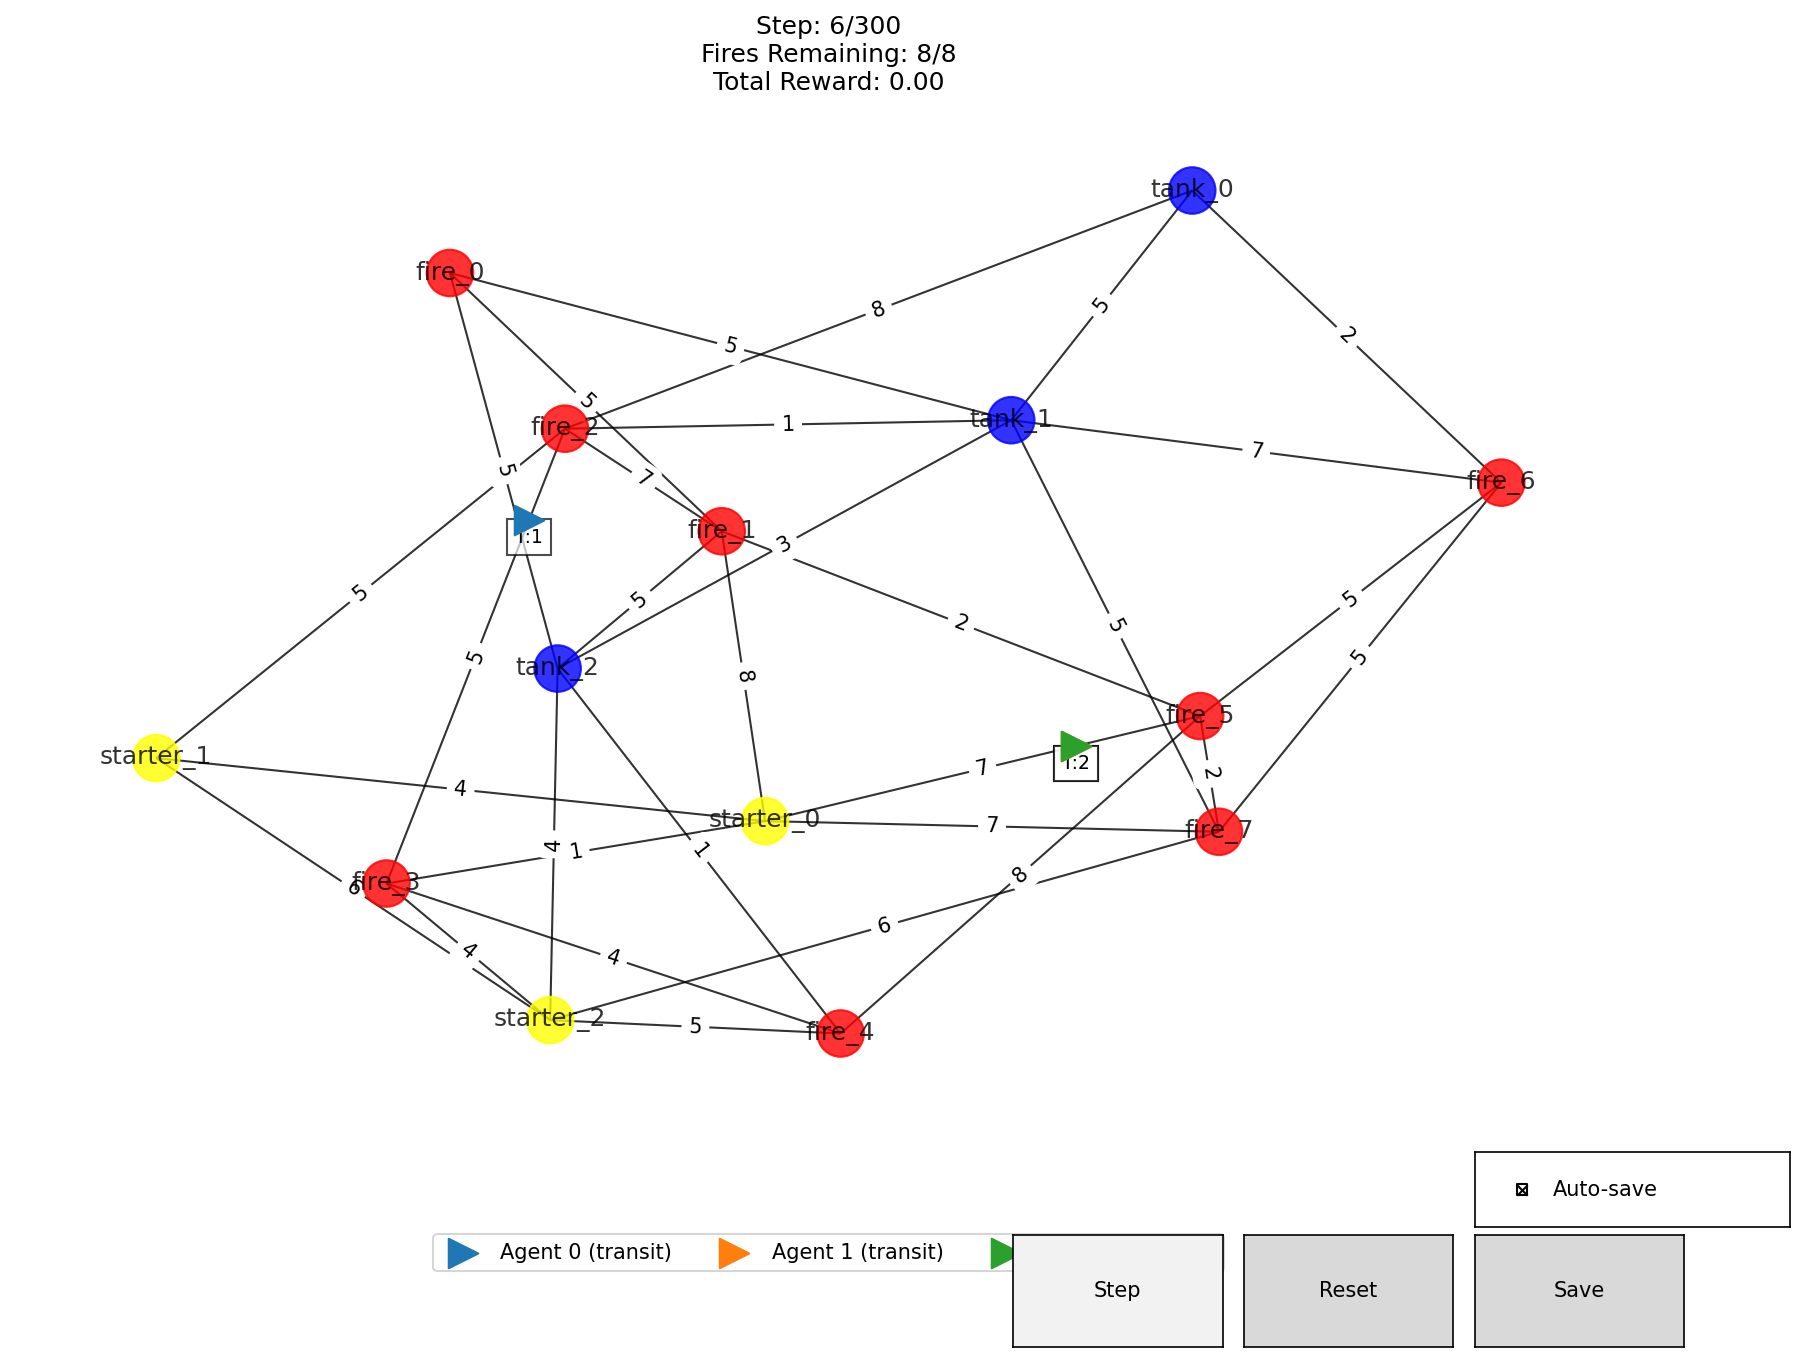 Step: 6/300
Fires Remaining: 8/8
Total Reward: 0.00
tank_0
fire_0
8
5
2
5
5
fire_2
1
tank_1
7
5
7
fire_6
fire_1
T:1
3
5
5
2
5
5
5
5
tank_2
8
fire_5
starter_1
T:2
7
2
4
starter_0
7
fire_7
4
1
1
8
6
fire_3
4
4
6
starter_2
5
fire_4
Auto-save
Agent 0 (transit)
Agent 1 (transit)
Step
Reset
Save